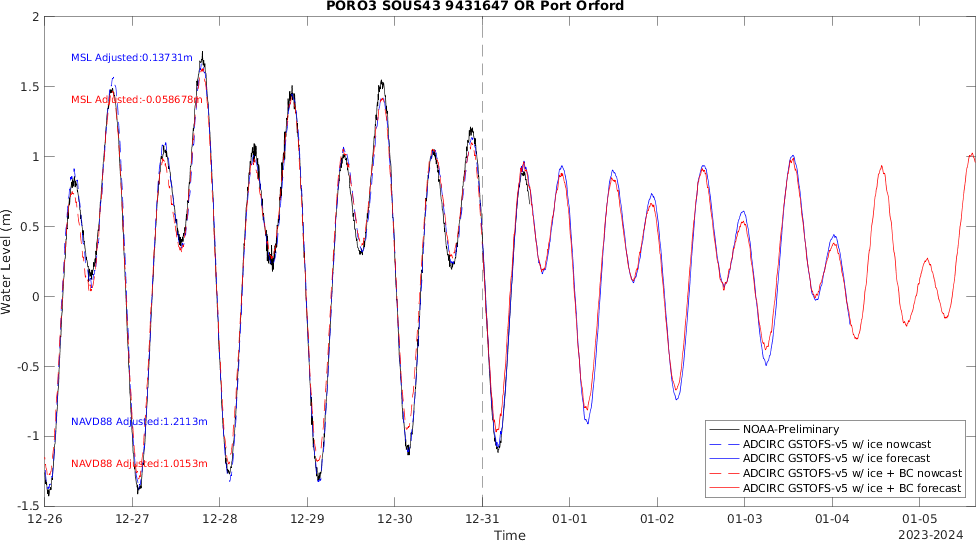 PORO3 SOUS43 9431647 OR Port Orford
2
1.5
1
0.5
0
-0.5
-1
-1.5
Water Level (m)
MSL Adjusted:0.13731m
MSL Adjusted:-0.058678m
NAVD88 Adjusted:1.2113m
NAVD88 Adjusted:1.0153m
NOAA-Preliminary
ADCIRC GSTOFS-v5 w/ ice nowcast
ADCIRC GSTOFS-v5 w/ ice forecast
ADCIRC GSTOFS-v5 w/ ice + BC nowcast
ADCIRC GSTOFS-v5 w/ ice + BC forecast
12-26 12-27 12-28 12-29 12-30 12-31 01-01 01-02 01-03 01-04 01-05
Time
2023-2024